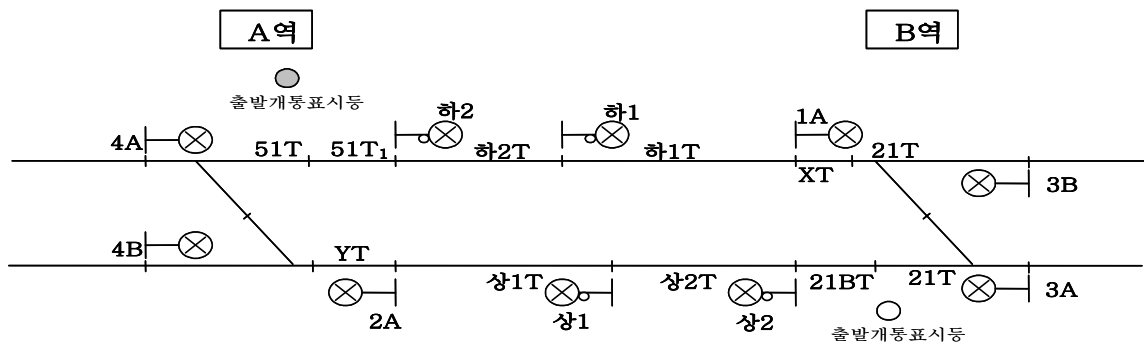 A역
B역
출발개통표시등
하2
하1
1A
4A
51T
51T₁
하2T
하1T
21T
XT
3B
4B
YT
상1T
상2T
21BT
21T
3A
2A
상1
상2
출발개통표시등